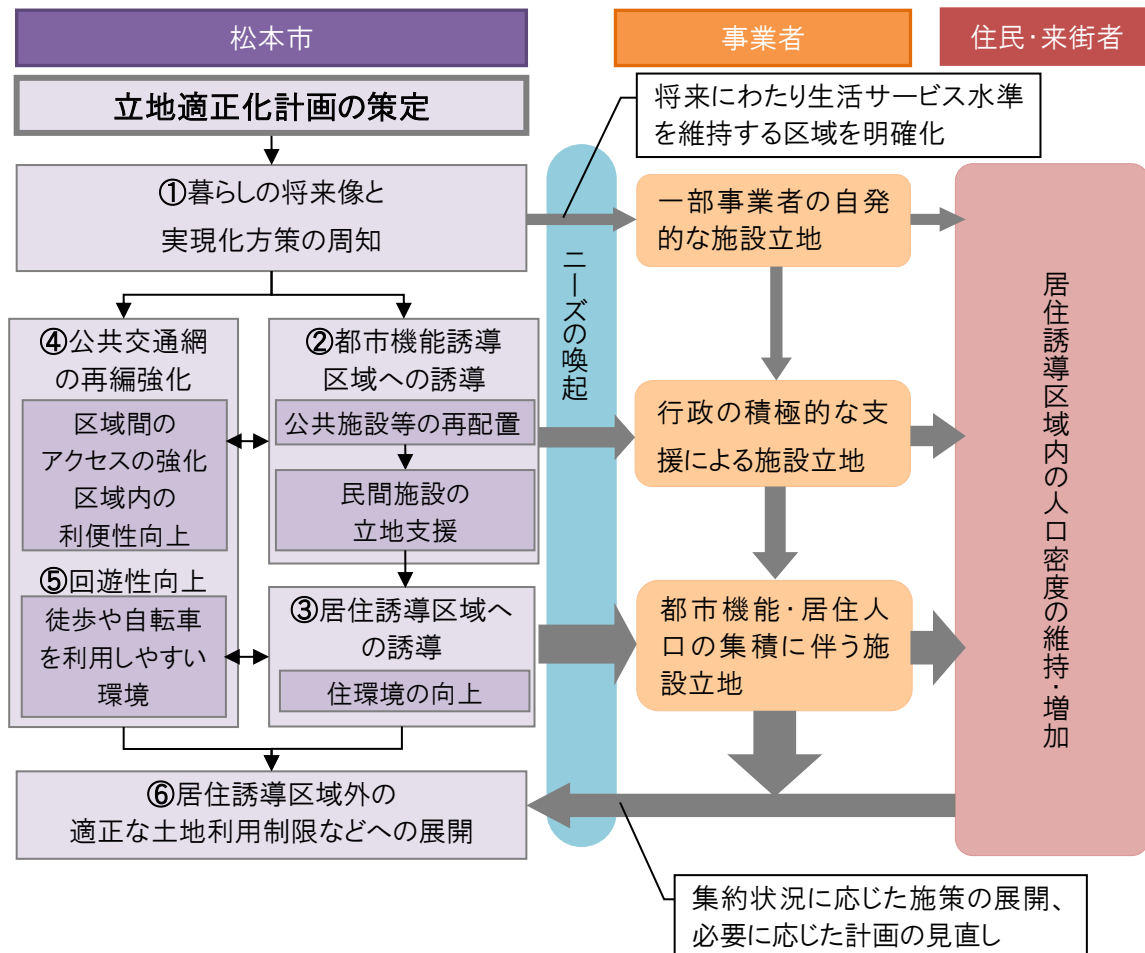 松本市
事業者
住民・来街者
立地適正化計画の策定
将来にわたり生活サービス水準
を維持する区域を明確化
①暮らしの将来像と
実現化方策の周知
ニーズの喚起
一部事業者の自発
的な施設立地
居住誘導区域内の人口密度の維持・増加
④公共交通網
の再編強化
区域間の
アクセスの強化
区域内の
利便性向上
②都市機能誘導
区域への誘導
公共施設等の再配置
民間施設の
立地支援
行政の積極的な支
援による施設立地
⑤回遊性向上
徒歩や自転車
を利用しやすい
環境
③居住誘導区域へ
の誘導
住環境の向上
都市機能・居住人
口の集積に伴う施
設立地
⑥居住誘導区域外の
適正な土地利用制限などへの展開
集約状況に応じた施策の展開、
必要に応じた計画の見直し